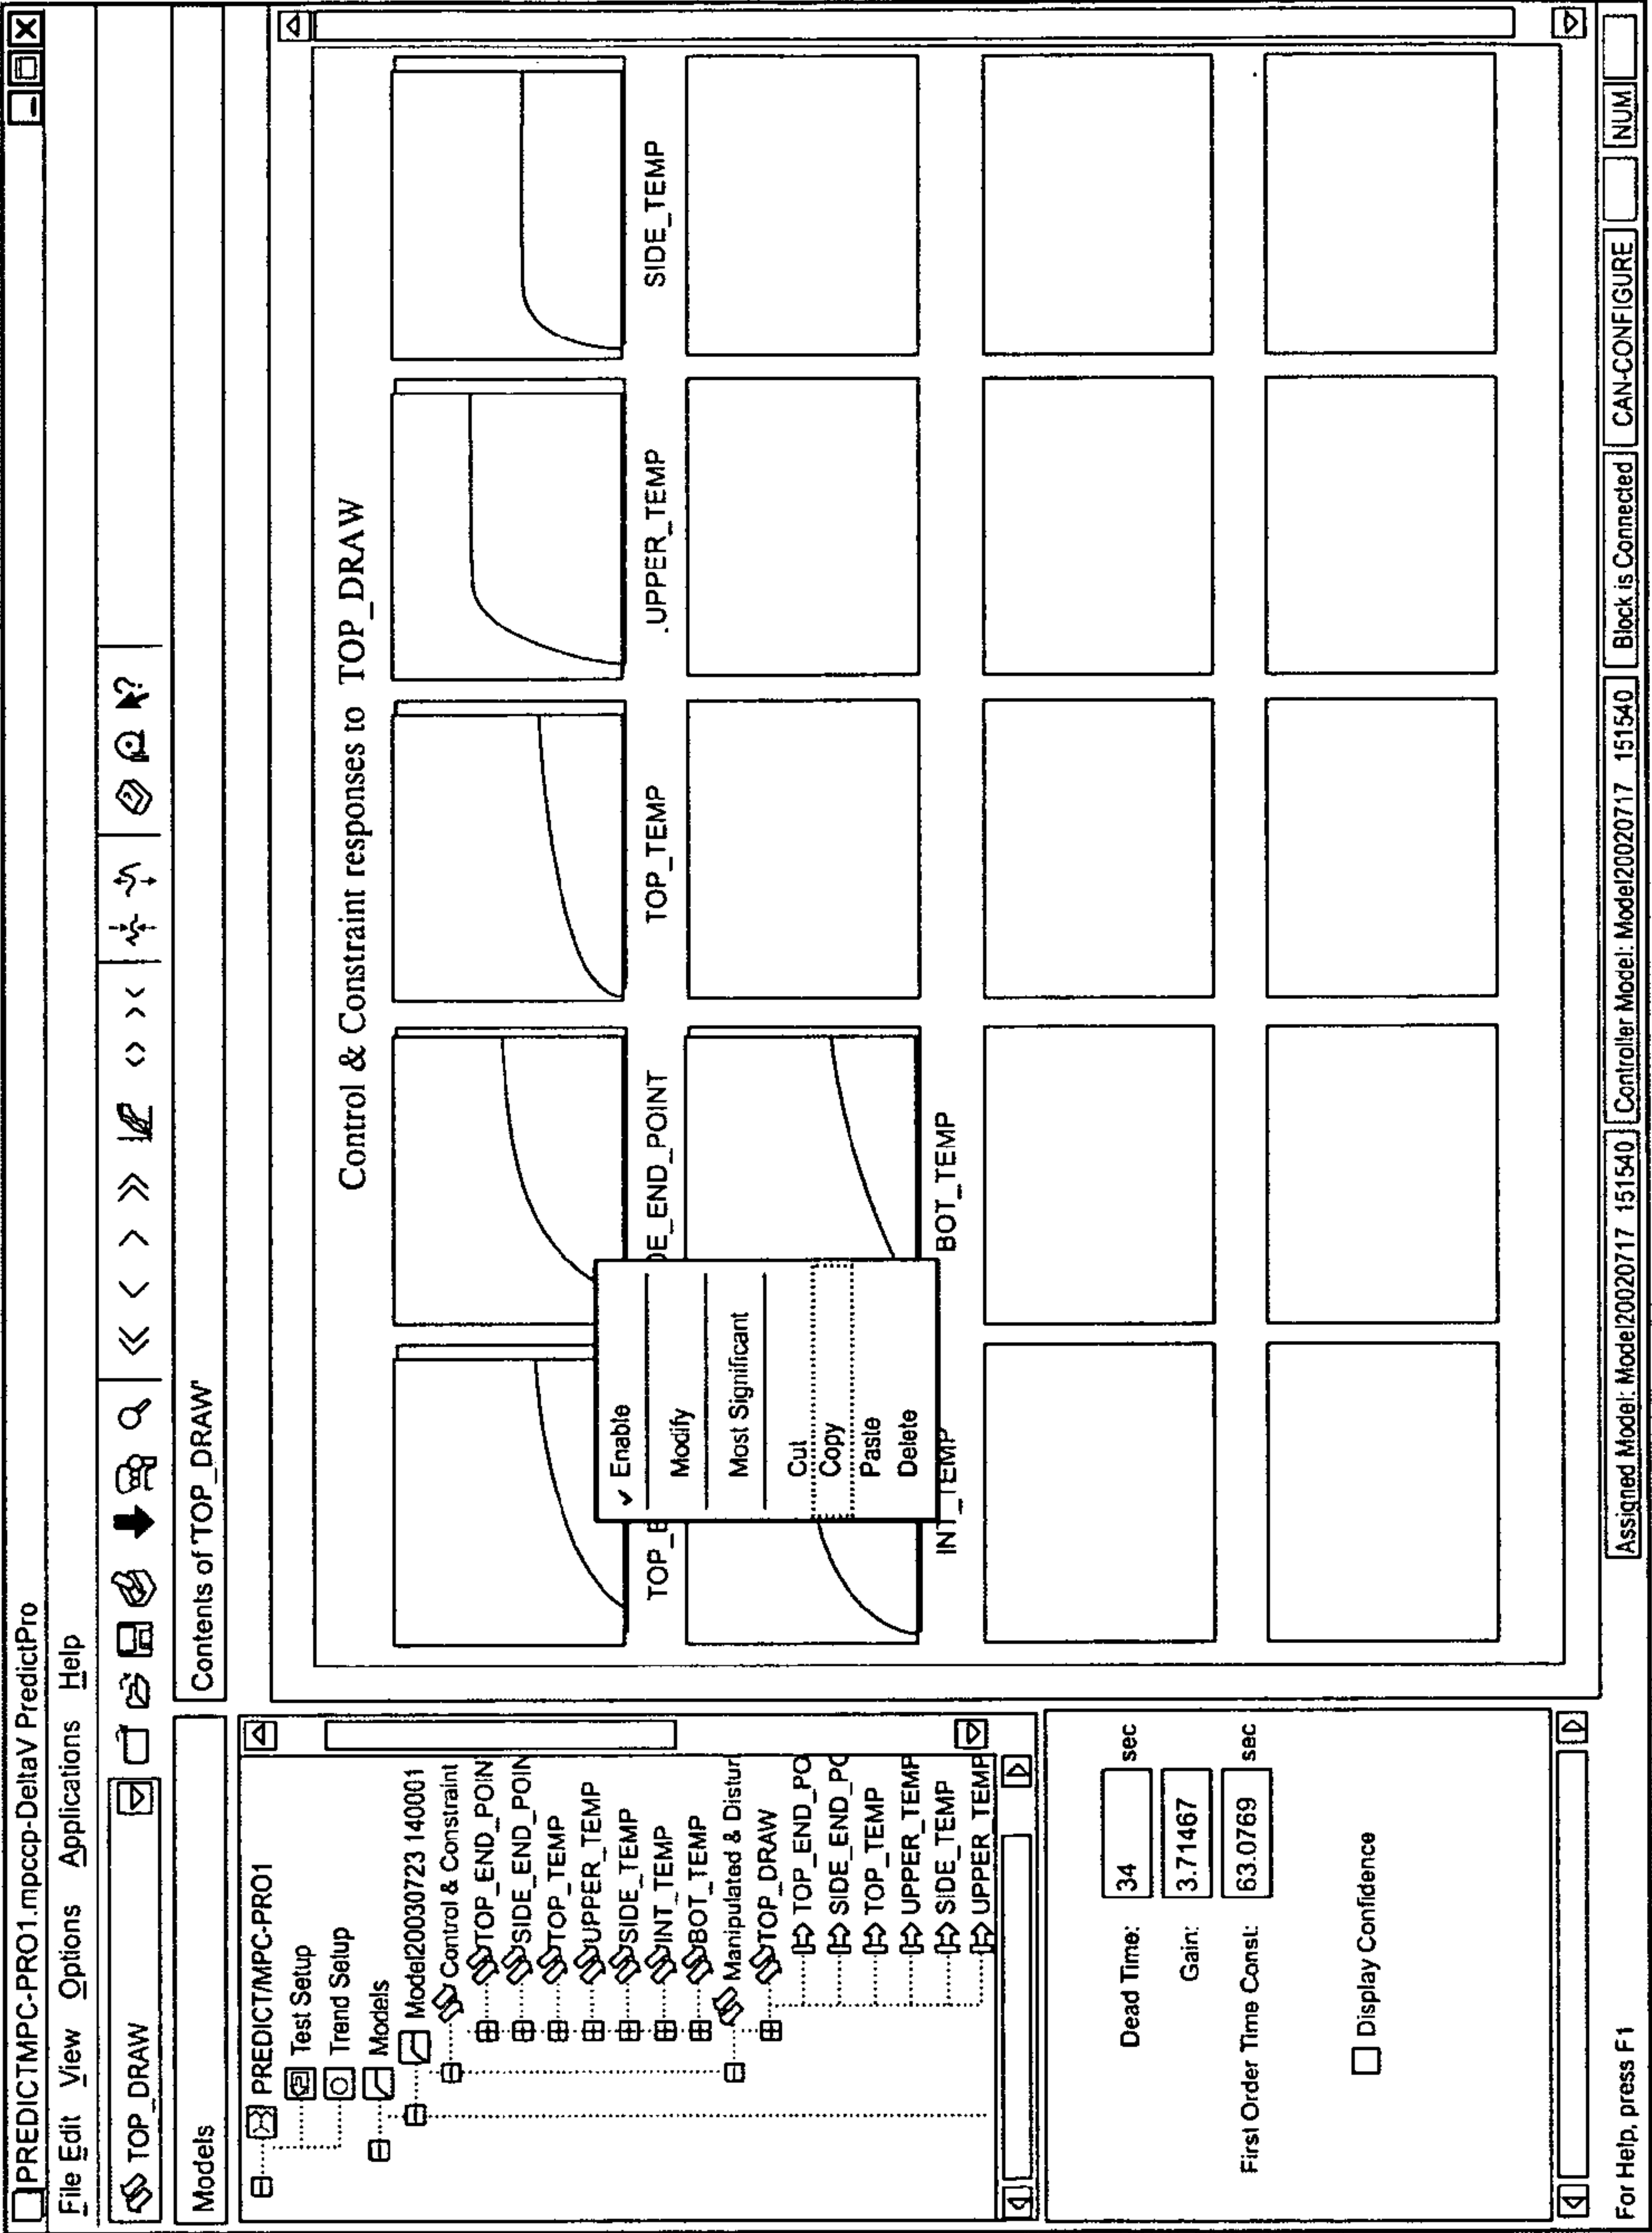 PREDICTMPC-PRO1.mpccp-DeltaV PredictPro
File Edit View Options Applications Help
TOP_DRAW
Models
Contents of 'TOP_DRAW'
PREDICT/MPC-PRO1
Test Setup
Trend Setup
Models
Model20030723 140001
Control & Constraint
TOP_END_POIN
SIDE_END_POIN
TOP_TEMP
UPPER_TEMP
SIDE_TEMP
INT_TEMP
BOT_TEMP
Manipulated & Distur
TOP_DRAW
TOP_END_PO
SIDE_END_PO
TOP_TEMP
UPPER_TEMP
SIDE_TEMP
UPPER_TEMP
Dead Time: 34 sec
Gain: 3.71467
First Order Time Const: 63.0769 sec
Display Confidence
Control & Constraint responses to TOP_DRAW
TOP_E
DE_END_POINT
TOP_TEMP
.UPPER_TEMP
SIDE_TEMP
✓ Enable
Modify
Most Significant
Cut
Copy
Paste
Delete
INT_TEMP
BOT_TEMP
For Help, press F1
Assigned Model: Model20020717 151540
Controller Model: Model20020717 151540
Block is Connected
CAN-CONFIGURE
NUM